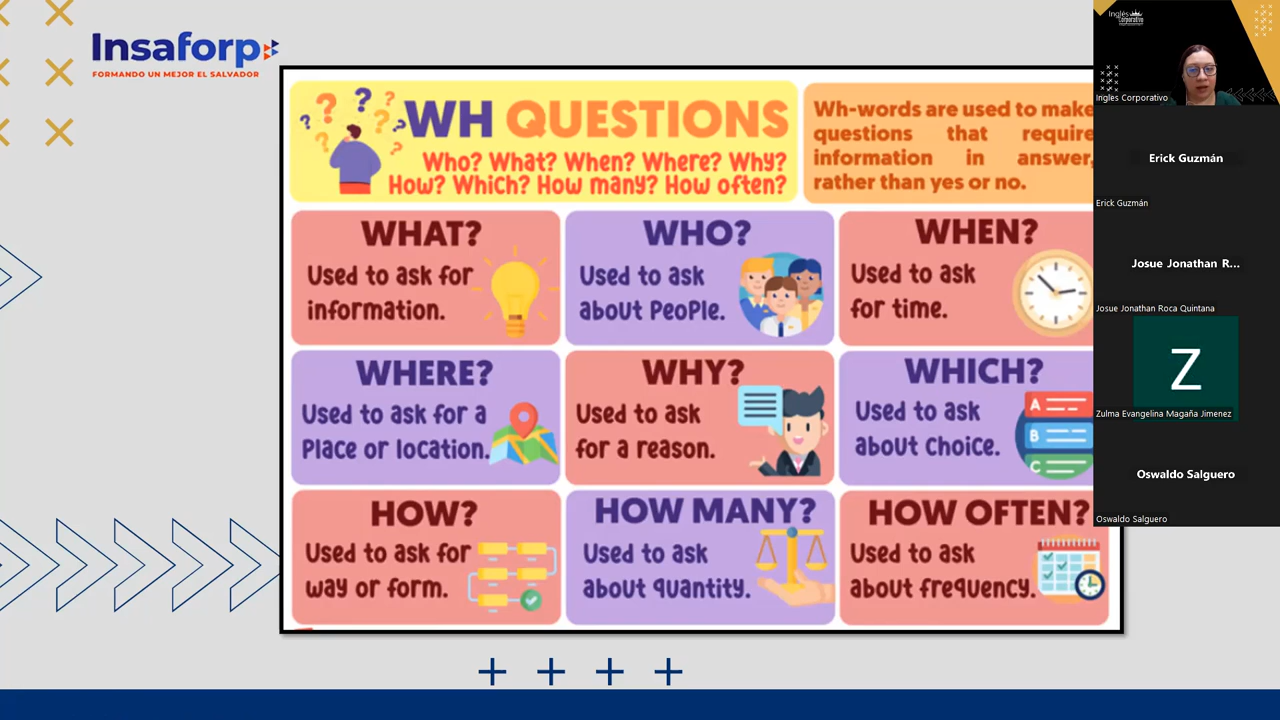 Insaforp
FORMANDO UN MEJOR EL SALVADOR
WH QUESTIONS
Who? What? When? Where? Why?
How? Which? How many? How often?
Wh-words are used to make
questions that require
information in answer,
rather than yes or no.
WHAT?
Used to ask for
information.
WHO?
Used to ask
about People.
WHEN?
Used to ask
for time.
WHERE?
Used to ask for a
Place or location.
WHY?
Used to ask
for a reason.
WHICH?
Used to ask
about Choice.
A
B
C
HOW?
Used to ask for
way or form.
HOW MANY?
Used to ask
about quantity.
HOW OFTEN?
Used to ask
about frequency.
Inglés
Corporativo
Ingles Corporativo
Erick Guzmán
Erick Guzmán
Josue Jonathan R...
Josue Jonathan Roca Quintana
Z
Zulma Evangelina Magaña Jimenez
Oswaldo Salguero
Oswaldo Salguero